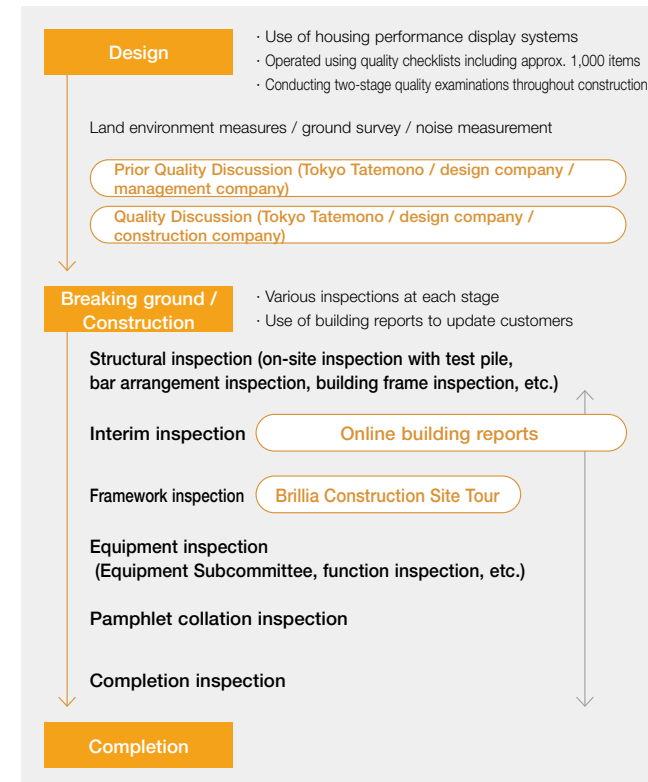 Design
· Use of housing performance display systems
· Operated using quality checklists including approx. 1,000 items
· Conducting two-stage quality examinations throughout construction
Land environment measures / ground survey / noise measurement
Prior Quality Discussion (Tokyo Tatemono / design company /
management company)
Quality Discussion (Tokyo Tatemono / design company /
construction company)
Breaking ground /
Construction
· Various inspections at each stage
· Use of building reports to update customers
Structural inspection (on-site inspection with test pile,
bar arrangement inspection, building frame inspection, etc.)
Interim inspection
Online building reports
Framework inspection
Brillia Construction Site Tour
Equipment inspection
(Equipment Subcommittee, function inspection, etc.)
Pamphlet collation inspection
Completion inspection
Completion